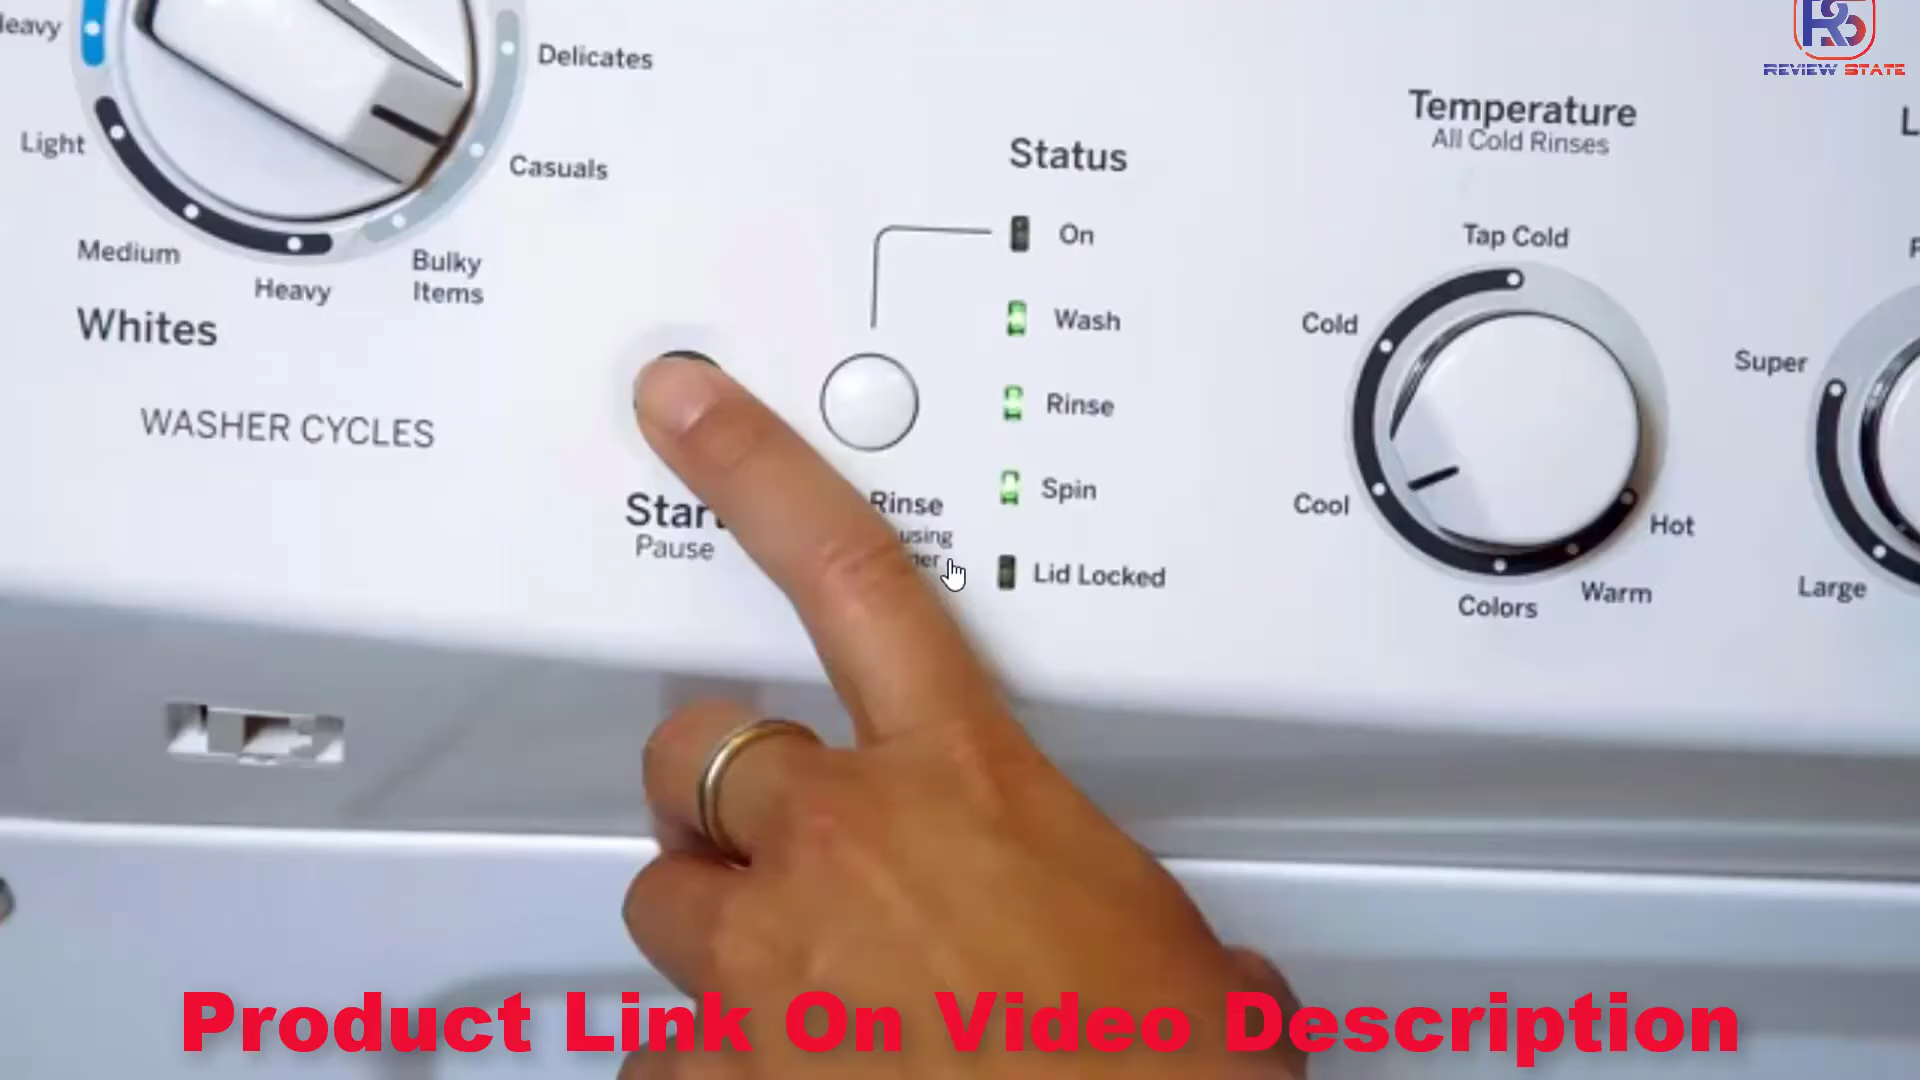 REVIEW STATE
Delicates
Light
Casuals
Medium
Heavy
Bulky
Items
Whites
WASHER CYCLES
Start
Pause
Rinse
Status
On
Wash
Rinse
Spin
Lid Locked
Temperature
All Cold Rinses
Tap Cold
Cold
Cool
Colors
Warm
Hot
Super
Large
Product Link On Video Description